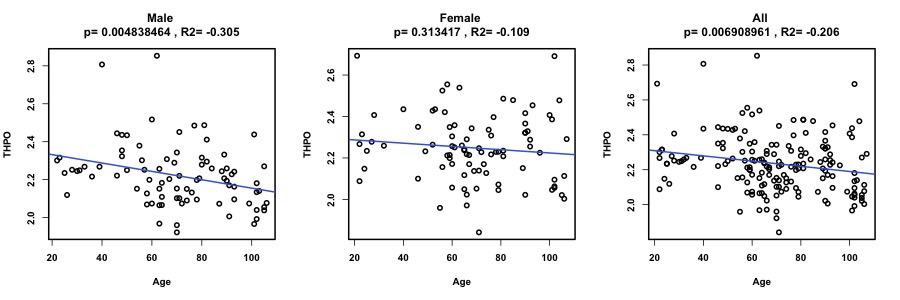 Male
p= 0.004838464 , R2= -0.305
THPO
2.8
2.6
2.4
2.2
2.0
20 40 60 80 100
Age
Female
p= 0.313417 , R2= -0.109
THPO
2.6
2.4
2.2
2.0
20 40 60 80 100
Age
All
p= 0.006908961 , R2= -0.206
THPO
2.8
2.6
2.4
2.2
2.0
20 40 60 80 100
Age